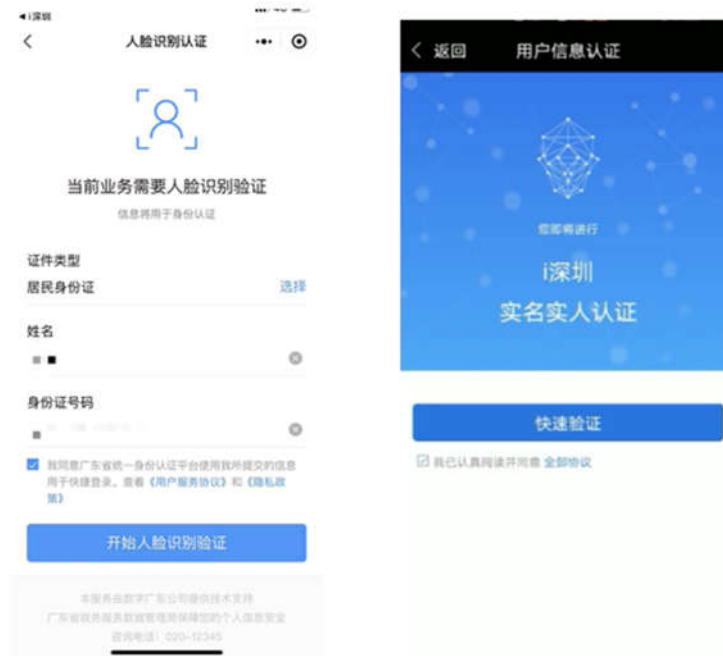 i深圳
人脸识别认证
当前业务需要人脸识别验证
信息将用于身份认证
证件类型
居民身份证 选择
姓名
身份证号码
我同意广东省统一身份认证平台使用我所提交的信息
用于快捷登录。查看《用户服务协议》和《隐私政
策》
开始人脸识别验证
本服务由数字广东公司提供技术支持
广东省政务服务数据管理局保障您的个人信息安全
咨询电话：020-12345
返回 用户信息认证
您即将进行
i深圳
实名实人认证
快速验证
我已认真阅读并同意 全部协议